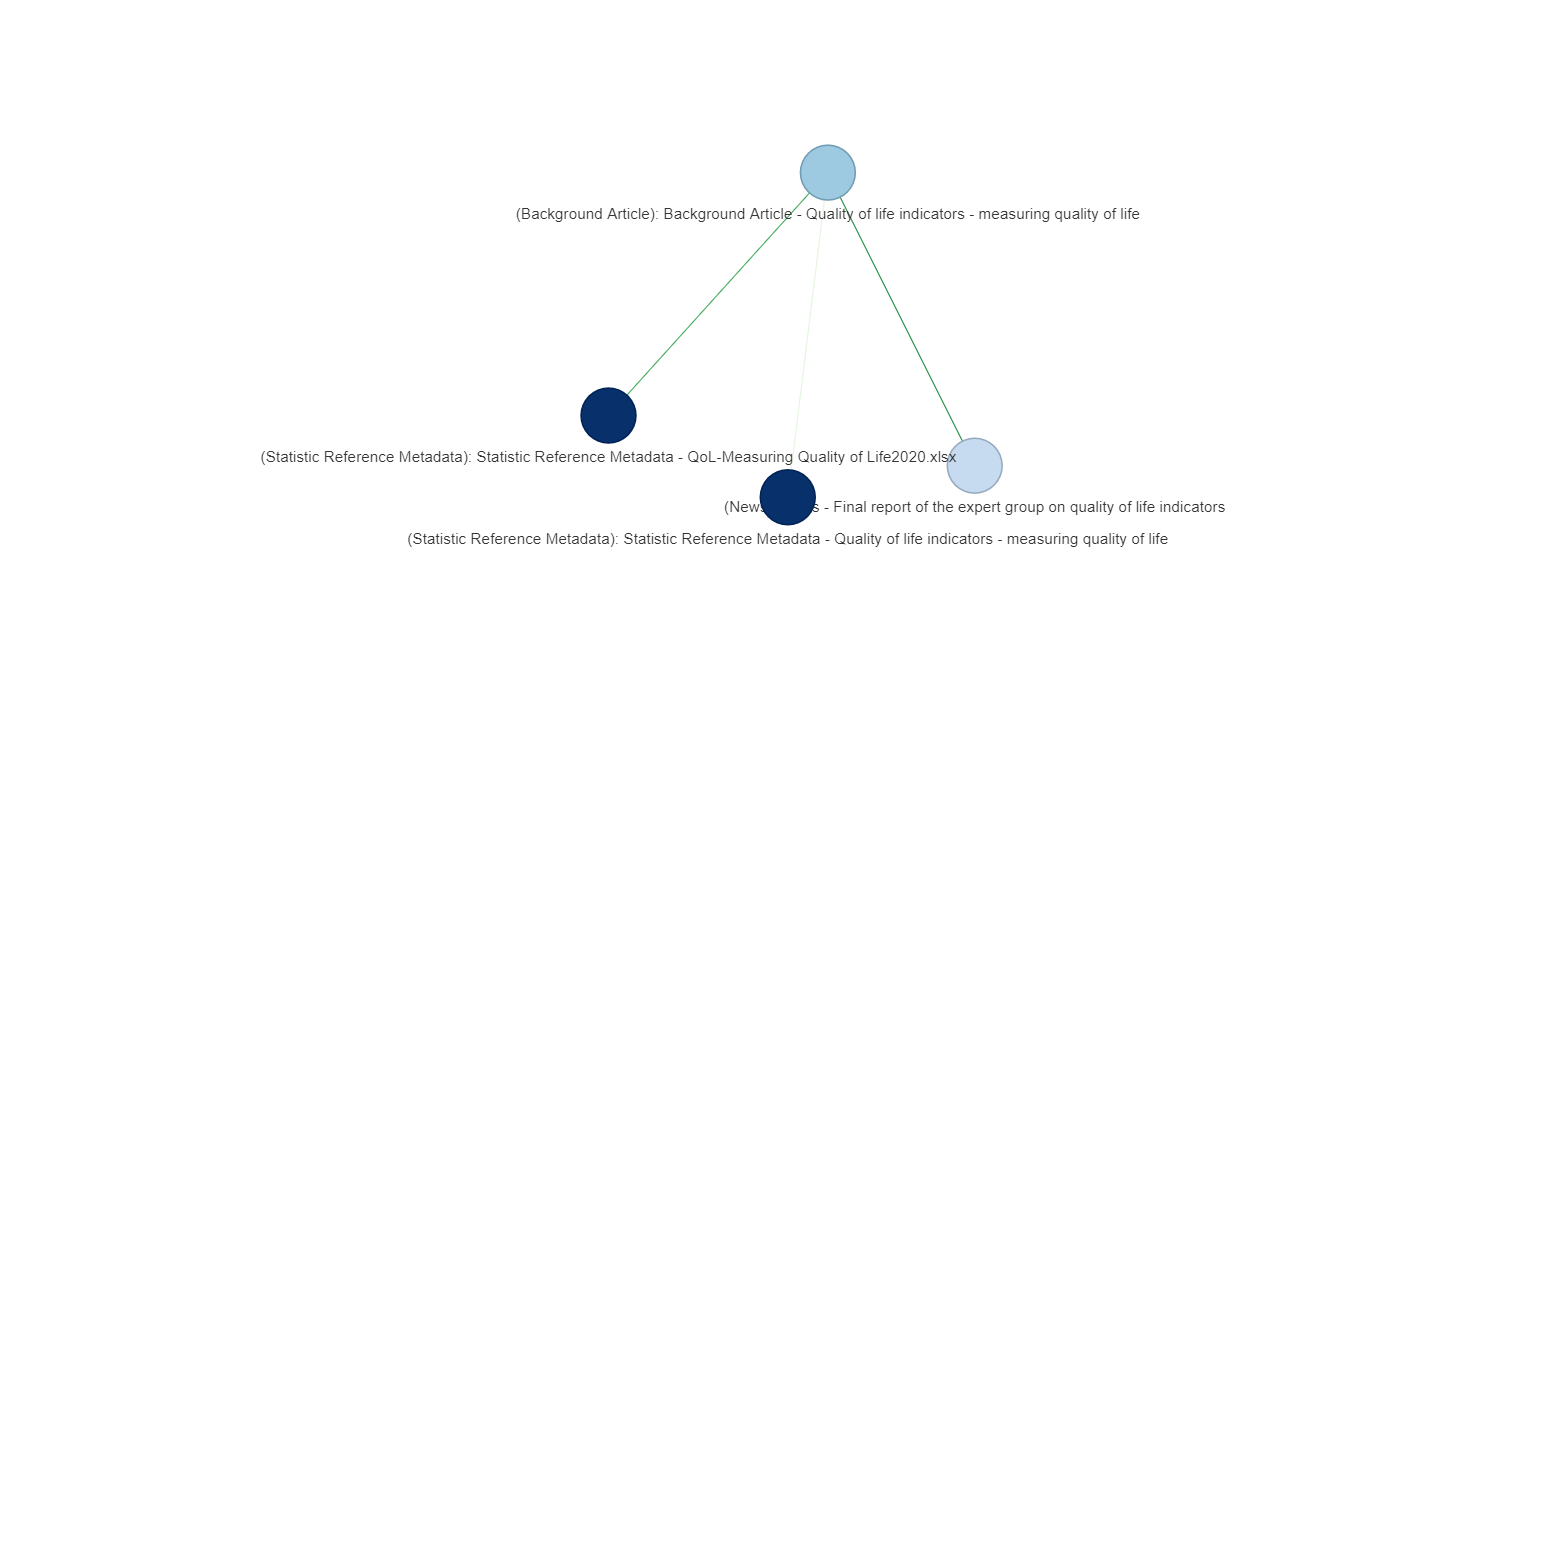 (Background Article): Background Article - Quality of life indicators - measuring quality of life
(Statistic Reference Metadata): Statistic Reference Metadata - QoL-Measuring Quality of Life2020.xlsx
- Final report of the expert group on quality of life indicators
(Statistic Reference Metadata): Statistic Reference Metadata - Quality of life indicators - measuring quality of life